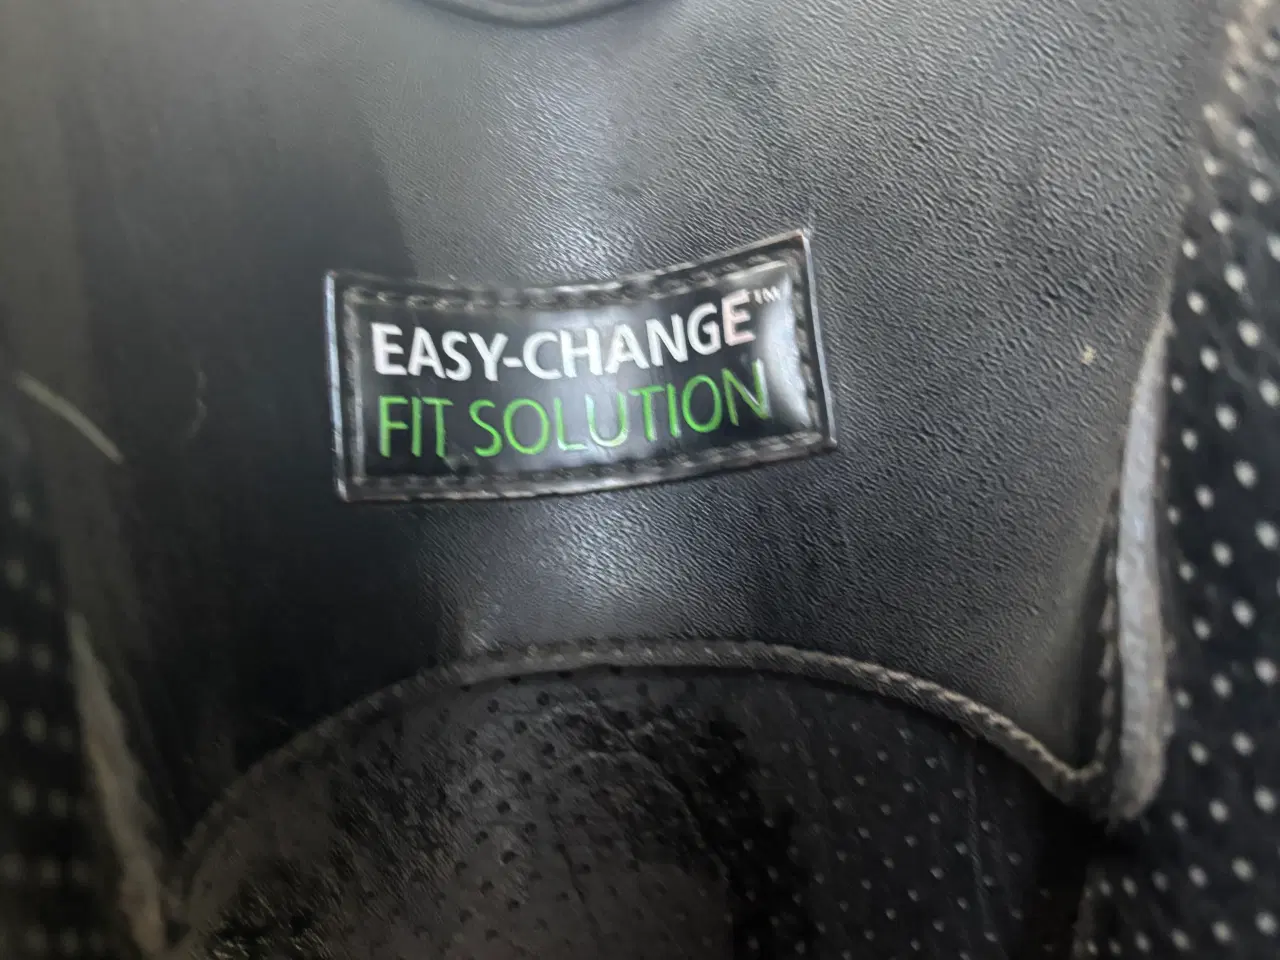 EASY-CHANGE™
FIT SOLUTION